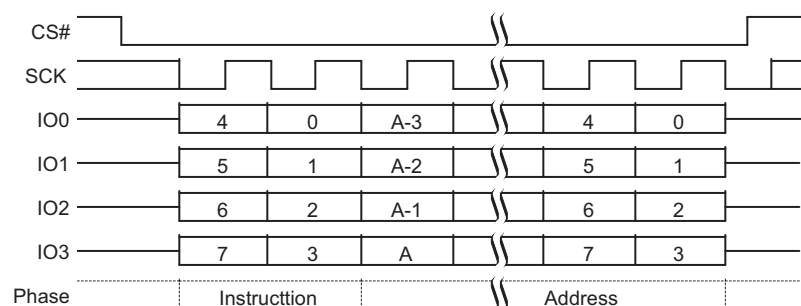 CS#
SCK
IO0 4 0 A-3 4 0
IO1 5 1 A-2 5 1
IO2 6 2 A-1 6 2
IO3 7 3 A 7 3
Phase Instructtion Address